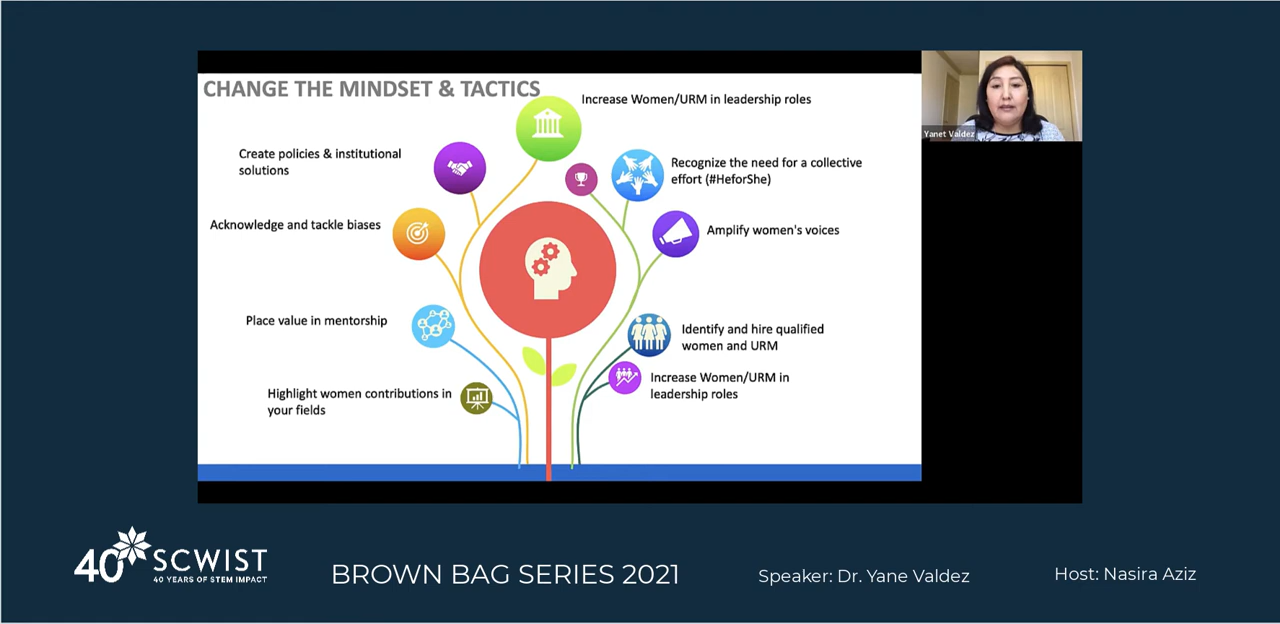 CHANGE THE MINDSET & TACTICS
Increase Women/URM in leadership roles
Create policies & institutional
solutions
Recognize the need for a collective
effort (#HeforShe)
Acknowledge and tackle biases
Amplify women's voices
Place value in mentorship
Identify and hire qualified
women and URM
Highlight women contributions in
your fields
Increase Women/URM in
leadership roles
Yanet Valdez
40 SCWIST
40 YEARS OF STEM IMPACT
BROWN BAG SERIES 2021
Speaker: Dr. Yane Valdez
Host: Nasira Aziz